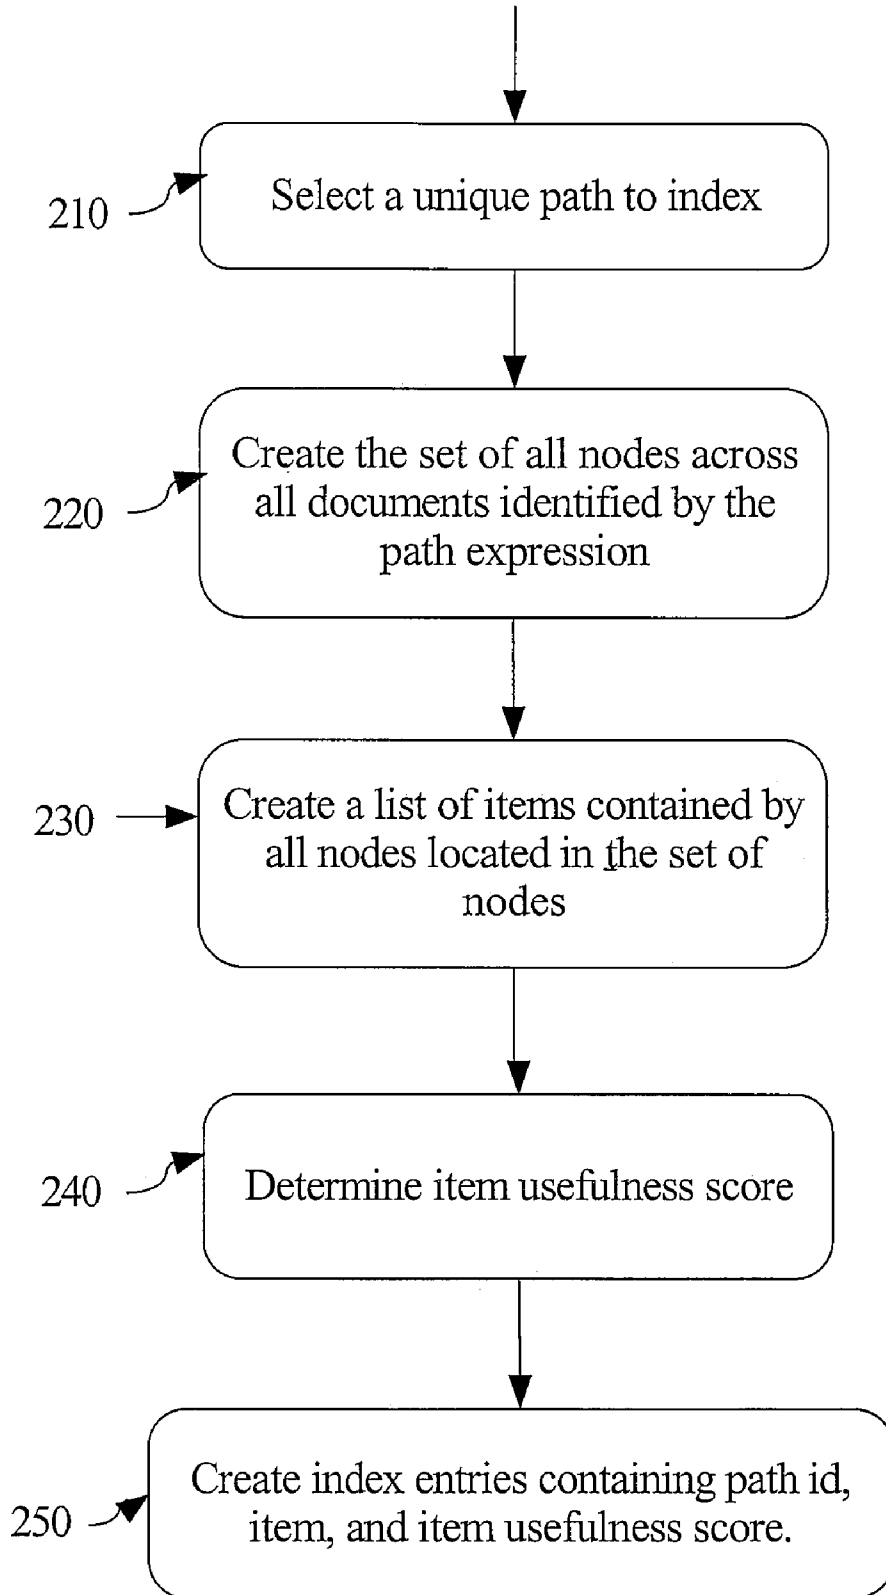 210
Select a unique path to index
220
Create the set of all nodes across
all documents identified by the
path expression
230
Create a list of items contained by
all nodes located in the set of
nodes
240
Determine item usefulness score
250
Create index entries containing path id,
item, and item usefulness score.